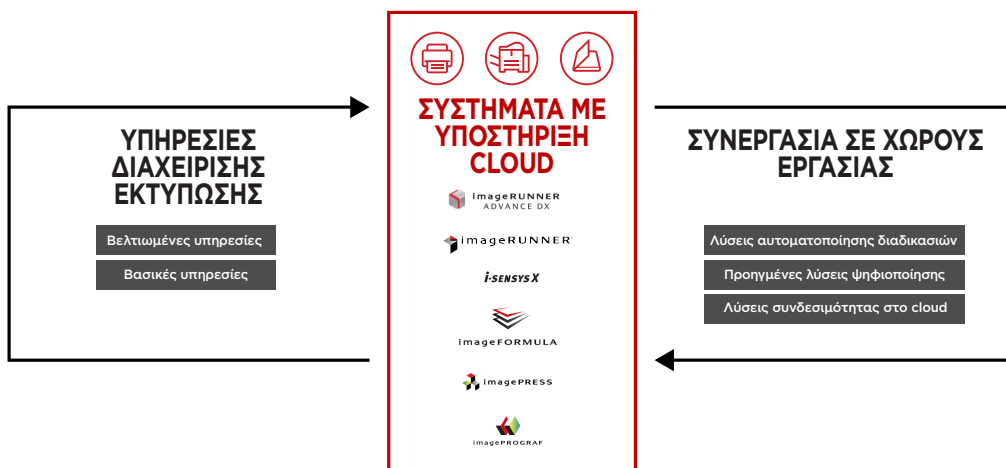 ΥΠΗΡΕΣΙΕΣ
ΔΙΑΧΕΙΡΙΣΗΣ
ΕΚΤΥΠΩΣΗΣ
Βελτιωμένες υπηρεσίες
Βασικές υπηρεσίες
ΣΥΣΤΗΜΑΤΑ ΜΕ
ΥΠΟΣΤΗΡΙΞΗ
CLOUD
imageRUNNER
ADVANCE DX
imageRUNNER
i-SENSYS X
imageFORMULA
imagePRESS
imagePROGRAF
ΣΥΝΕΡΓΑΣΙΑ ΣΕ ΧΩΡΟΥΣ
ΕΡΓΑΣΙΑΣ
Λύσεις αυτοματοποίησης διαδικασιών
Προηγμένες λύσεις ψηφιοποίησης
Λύσεις συνδεσιμότητας στο cloud